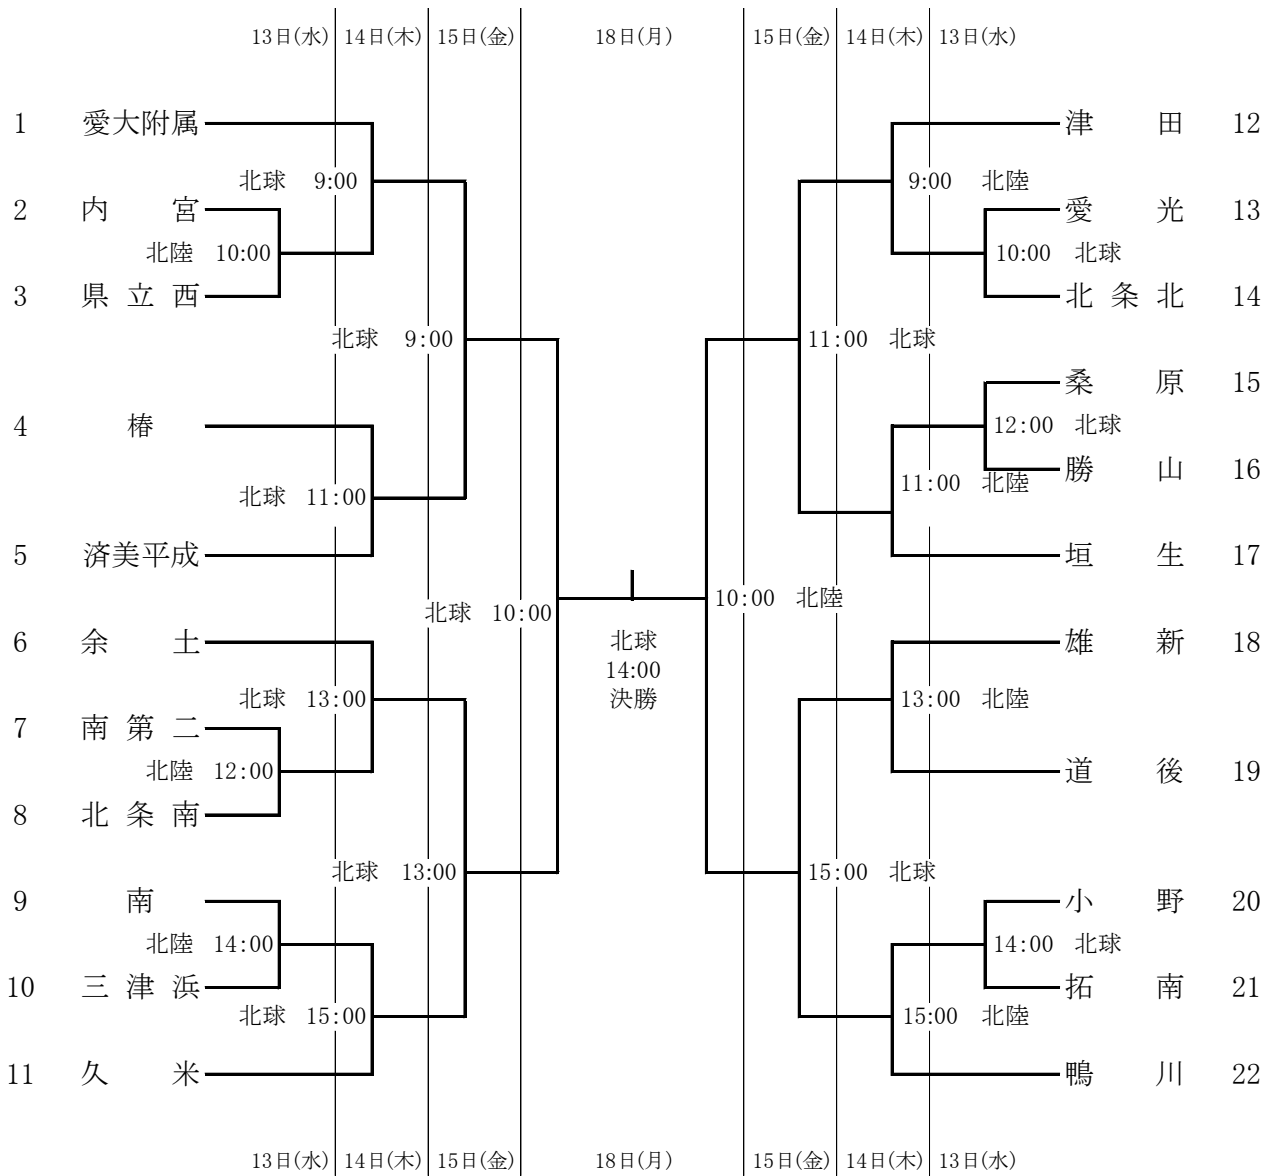 13日(水) 14日(木) 15日(金) 18日(月) 15日(金) 14日(木) 13日(水)
1 愛大附属 津田 12
北球 9:00 9:00 北陸
2 内宮 愛光 13
北陸 10:00 10:00 北球
3 県立西 北条北 14
北球 9:00 11:00 北球
桑原 15
4 椿 12:00 北球
勝山 16
北球 11:00 11:00 北陸
5 済美平成 垣生 17
北球 10:00 10:00 北陸
6 余土 北球 雄新 18
14:00
北球 13:00 決勝 13:00 北陸
7 南第二
北陸 12:00 道後 19
8 北条南
北球 13:00 15:00 北球
9 南 小野 20
北陸 14:00 14:00 北球
10 三津浜 拓南 21
北球 15:00 15:00 北陸
11 久米 鴨川 22
13日(水) 14日(木) 15日(金) 18日(月) 15日(金) 14日(木) 13日(水)